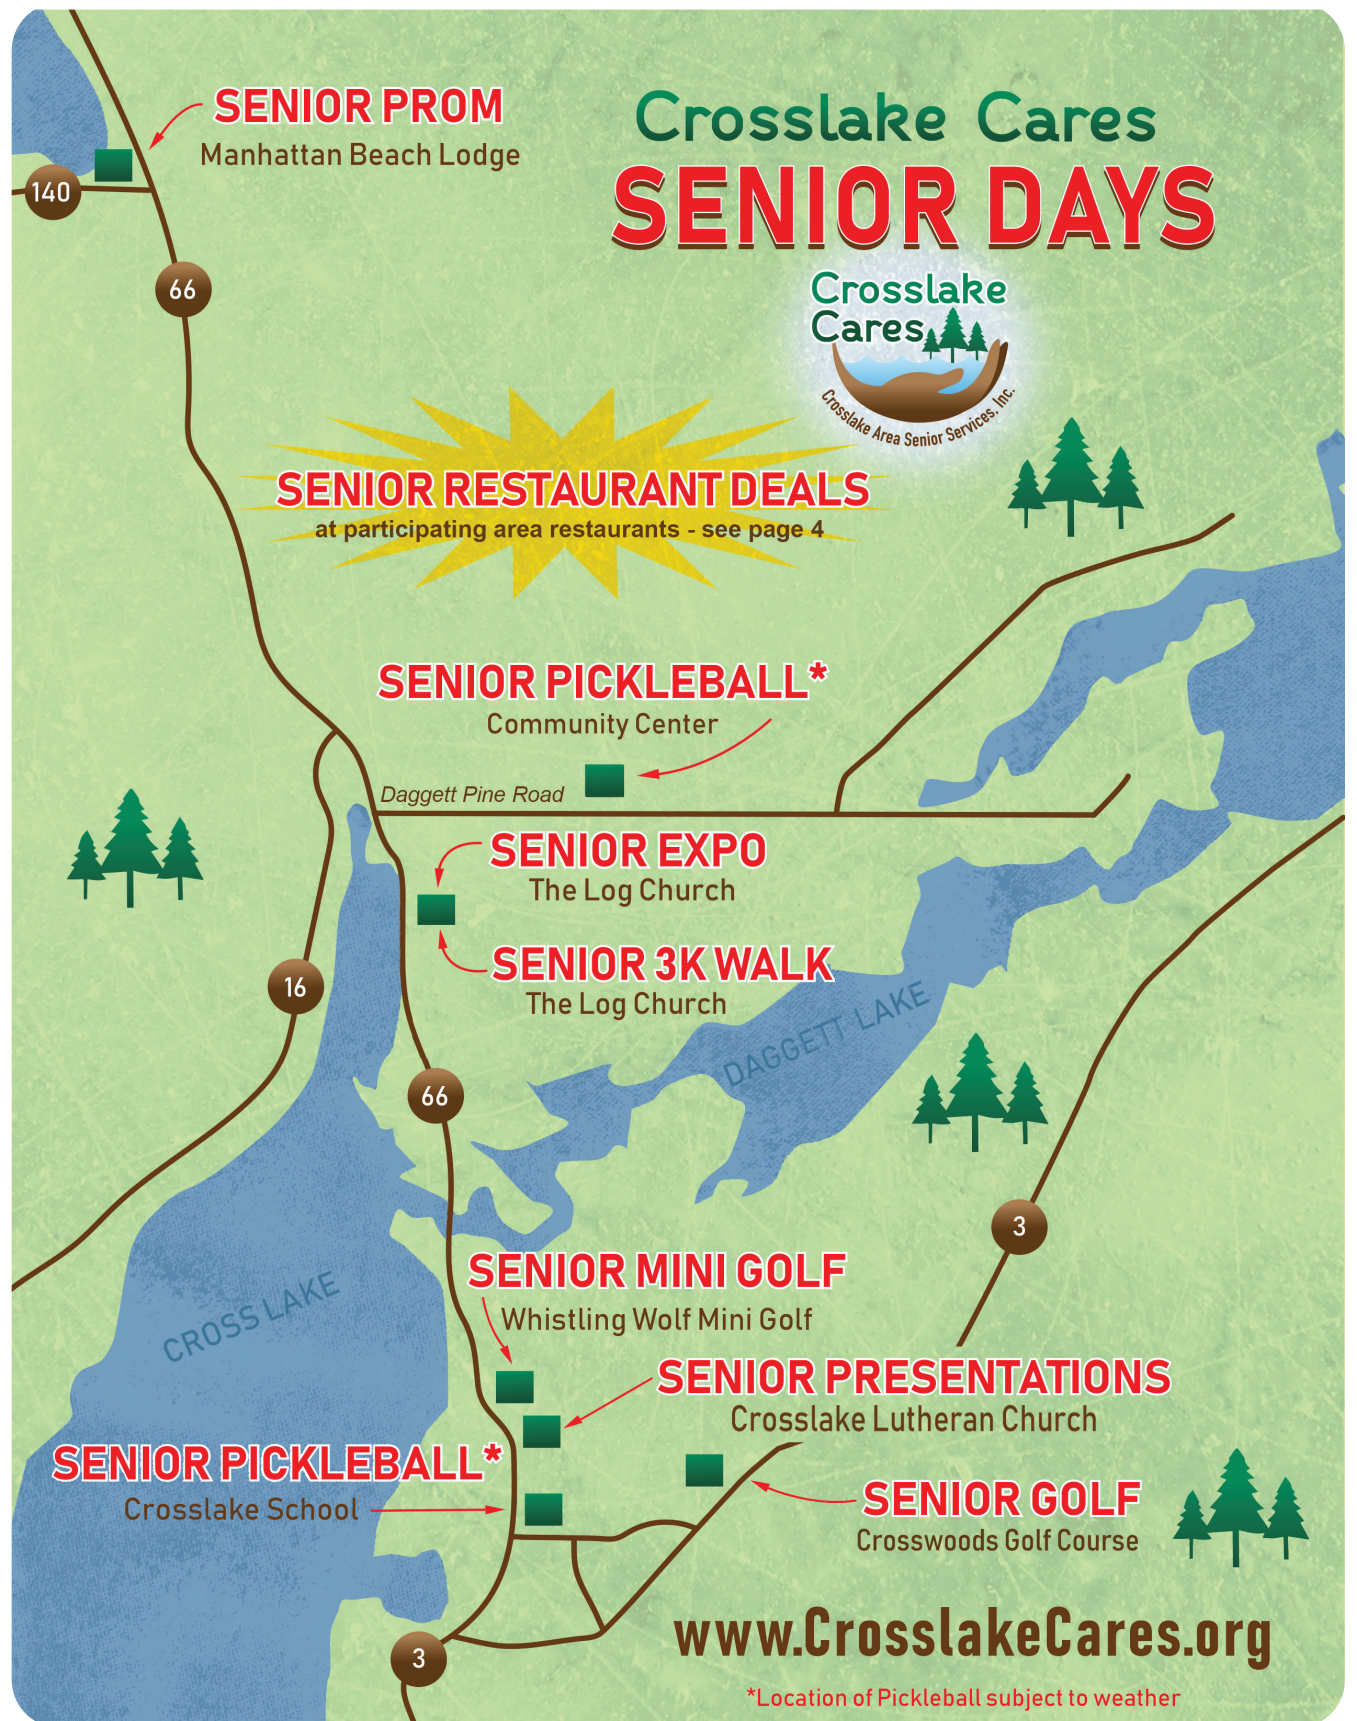 Crosslake Cares
SENIOR DAYS
Crosslake
Cares
Crosslake Area Senior Services, Inc.
SENIOR PROM
Manhattan Beach Lodge
140
66
SENIOR RESTAURANT DEALS
at participating area restaurants - see page 4
SENIOR PICKLEBALL*
Community Center
Daggett Pine Road
SENIOR EXPO
The Log Church
SENIOR 3K WALK
The Log Church
16
DAGGETT LAKE
66
3
SENIOR MINI GOLF
Whistling Wolf Mini Golf
CROSS LAKE
SENIOR PRESENTATIONS
Crosslake Lutheran Church
SENIOR PICKLEBALL*
Crosslake School
SENIOR GOLF
Crosswoods Golf Course
www.CrosslakeCares.org
3
*Location of Pickleball subject to weather